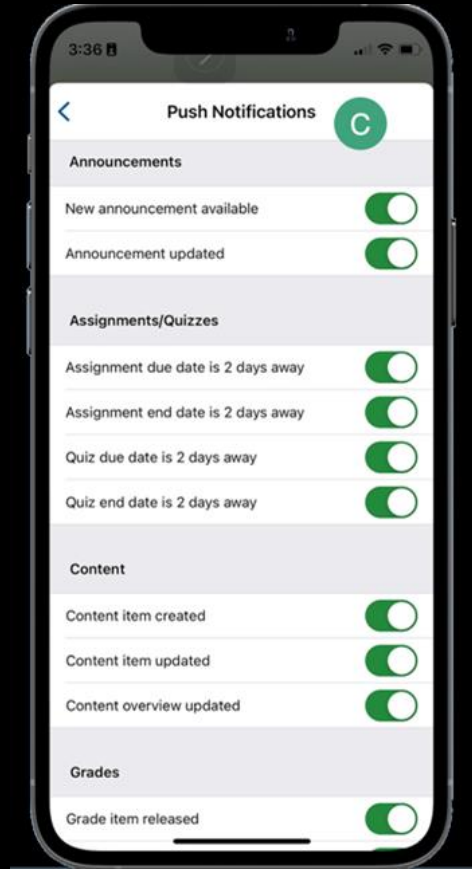 3:36
Push Notifications
C
Announcements
New announcement available
Announcement updated
Assignments/Quizzes
Assignment due date is 2 days away
Assignment end date is 2 days away
Quiz due date is 2 days away
Quiz end date is 2 days away
Content
Content item created
Content item updated
Content overview updated
Grades
Grade item released